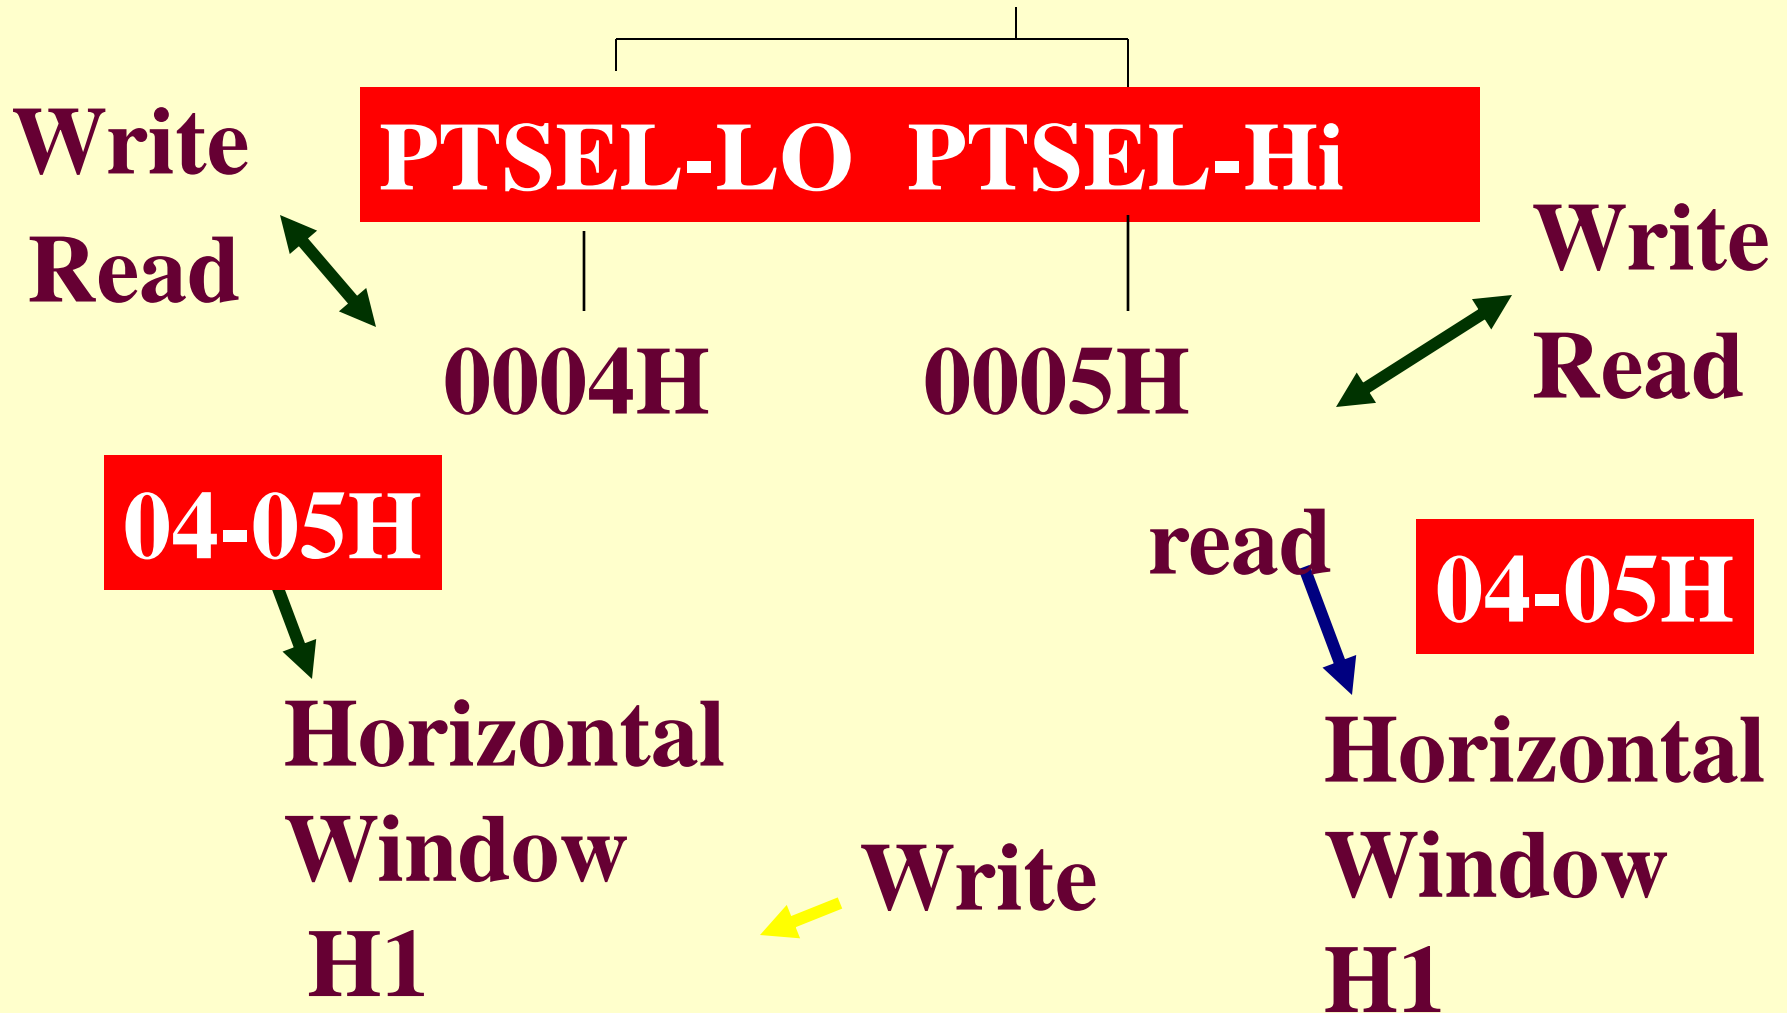 Write
Read
PTSEL-LO PTSEL-Hi
Write
Read
0004H
0005H
04-05H
read
04-05H
Horizontal
Window
H1
Write
Horizontal
Window
H1